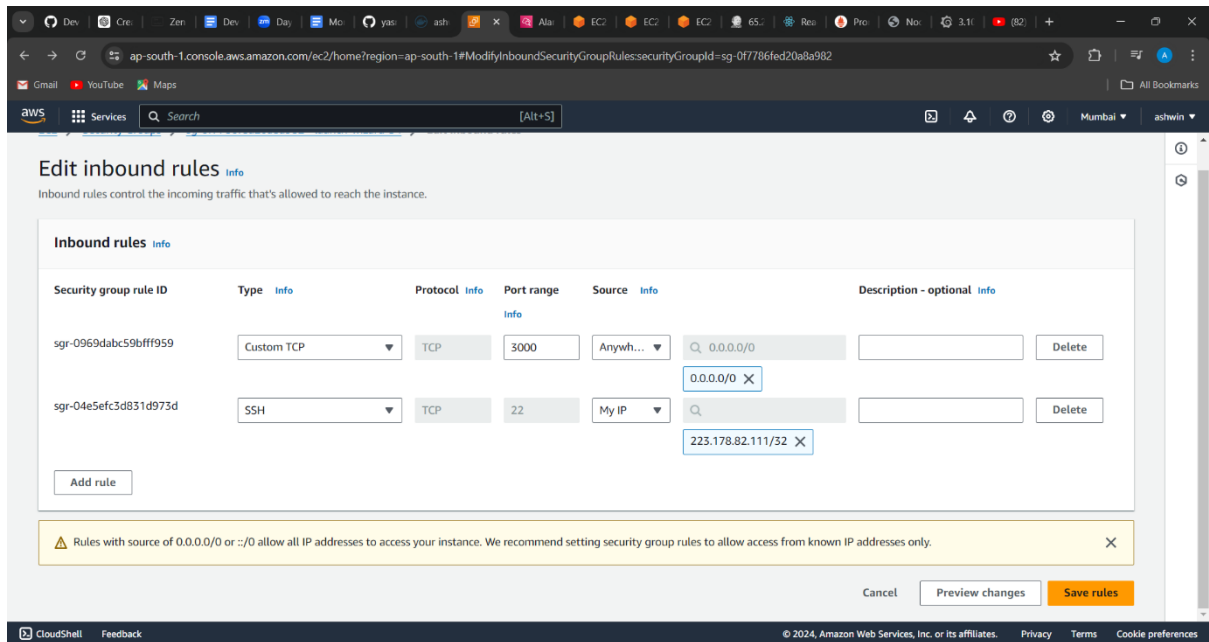 Dev
Cre
Zen
Dev
Day
Mo
yas
ash
Ala
EC2
EC2
EC2
65.
Rea
Pro
Noc
3.1(
(82)
ap-south-1.console.aws.amazon.com/ec2/home?region=ap-south-1#ModifyInboundSecurityGroupRules:securityGroupId=sg-0f7786fed20a8a982
A
Gmail YouTube Maps All Bookmarks
aws Services Search [Alt+S] Mumbai ashwin
Edit inbound rules Info
Inbound rules control the incoming traffic that's allowed to reach the instance.
Inbound rules Info
Security group rule ID Type Info Protocol Info Port range Source Info Description - optional Info
Info
sgr-0969dabc59bfff959 Custom TCP TCP 3000 Anywh... 0.0.0.0/0 Delete
0.0.0.0/0
sgr-04e5efc3d831d973d SSH TCP 22 My IP Delete
223.178.82.111/32
Add rule
Rules with source of 0.0.0.0/0 or ::/0 allow all IP addresses to access your instance. We recommend setting security group rules to allow access from known IP addresses only.
Cancel Preview changes Save rules
CloudShell Feedback © 2024, Amazon Web Services, Inc. or its affiliates. Privacy Terms Cookie preferences